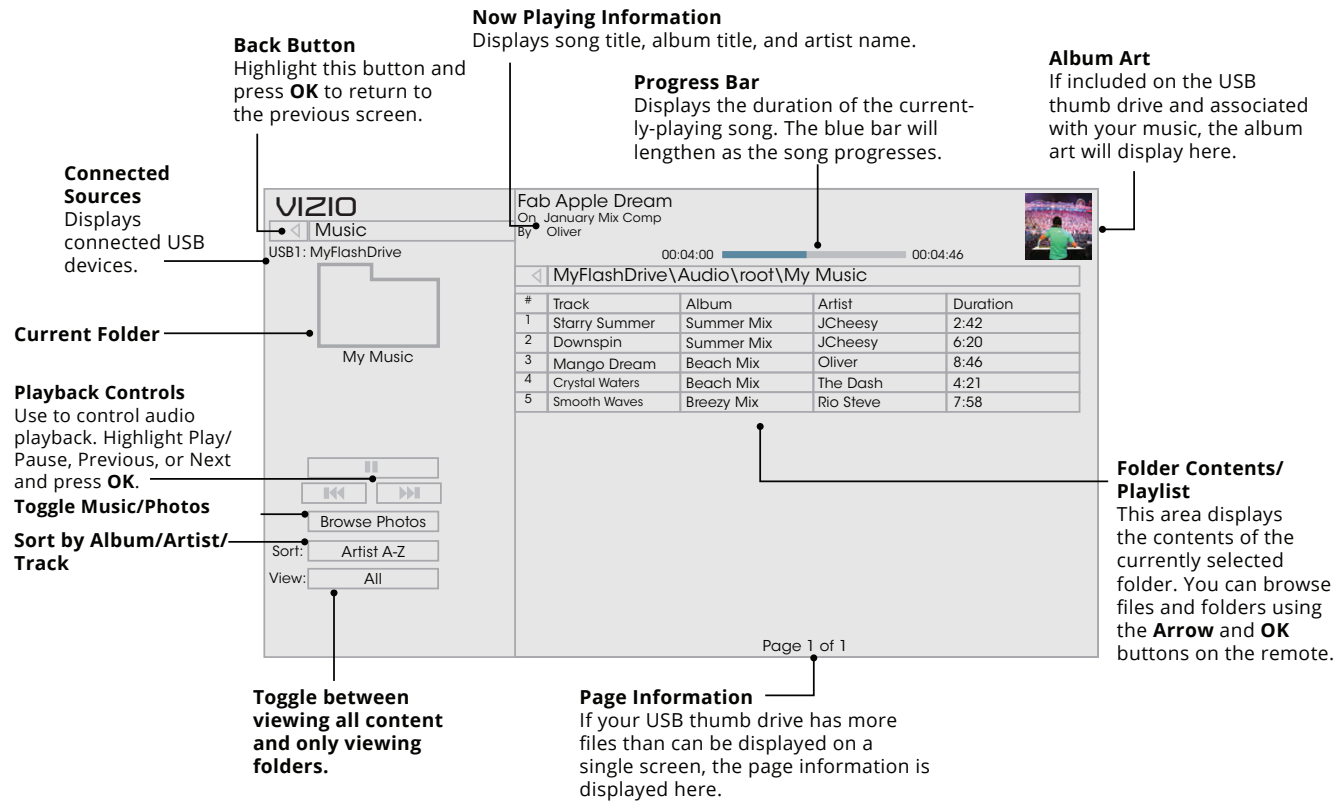 Now Playing Information
Displays song title, album title, and artist name.
Back Button
Highlight this button and
press OK to return to
the previous screen.
Progress Bar
Displays the duration of the current-
ly-playing song. The blue bar will
lengthen as the song progresses.
Album Art
If included on the USB
thumb drive and associated
with your music, the album
art will display here.
Connected
Sources
Displays
connected USB
devices.
Current Folder
Playback Controls
Use to control audio
playback. Highlight Play/
Pause, Previous, or Next
and press OK.
Toggle Music/Photos
Sort by Album/Artist/
Track
VIZIO
Music
USB1: MyFlashDrive
My Music
Browse Photos
Sort: Artist A-Z
View: All
Fab Apple Dream
On January Mix Comp
By Oliver
00:04:00 00:04:46
MyFlashDrive\Audio\root\My Music
# Track Album Artist Duration
1 Starry Summer Summer Mix JCheesy 2:42
2 Downspin Summer Mix JCheesy 6:20
3 Mango Dream Beach Mix Oliver 8:46
4 Crystal Waters Beach Mix The Dash 4:21
5 Smooth Waves Breezy Mix Rio Steve 7:58
Page 1 of 1
Folder Contents/
Playlist
This area displays
the contents of the
currently selected
folder. You can browse
files and folders using
the Arrow and OK
buttons on the remote.
Toggle between
viewing all content
and only viewing
folders.
Page Information
If your USB thumb drive has more
files than can be displayed on a
single screen, the page information is
displayed here.